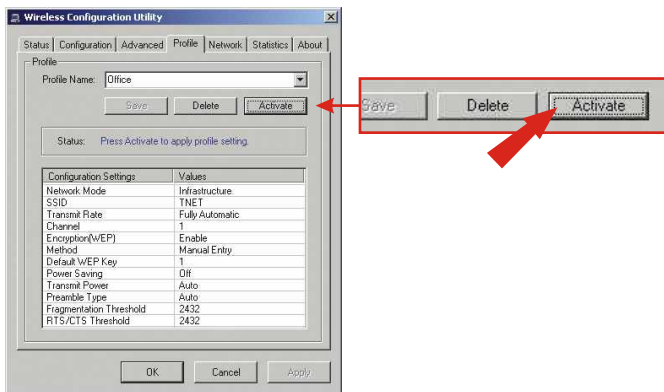 Wireless Configuration Utility
Status Configuration Advanced Profile Network Statistics About
Profile
Profile Name: Office
Save Delete Activate
Status: Press Activate to apply profile setting.
Configuration Settings Values
Network Mode Infrastructure
SSID TNET
Transmit Rate Fully Automatic
Channel 1
Encryption(WEP) Enable
Method Manual Entry
Default WEP Key 1
Power Saving Off
Transmit Power Auto
Preamble Type Auto
Fragmentation Threshold 2432
RTS/CTS Threshold 2432
OK Cancel Apply
Save Delete Activate